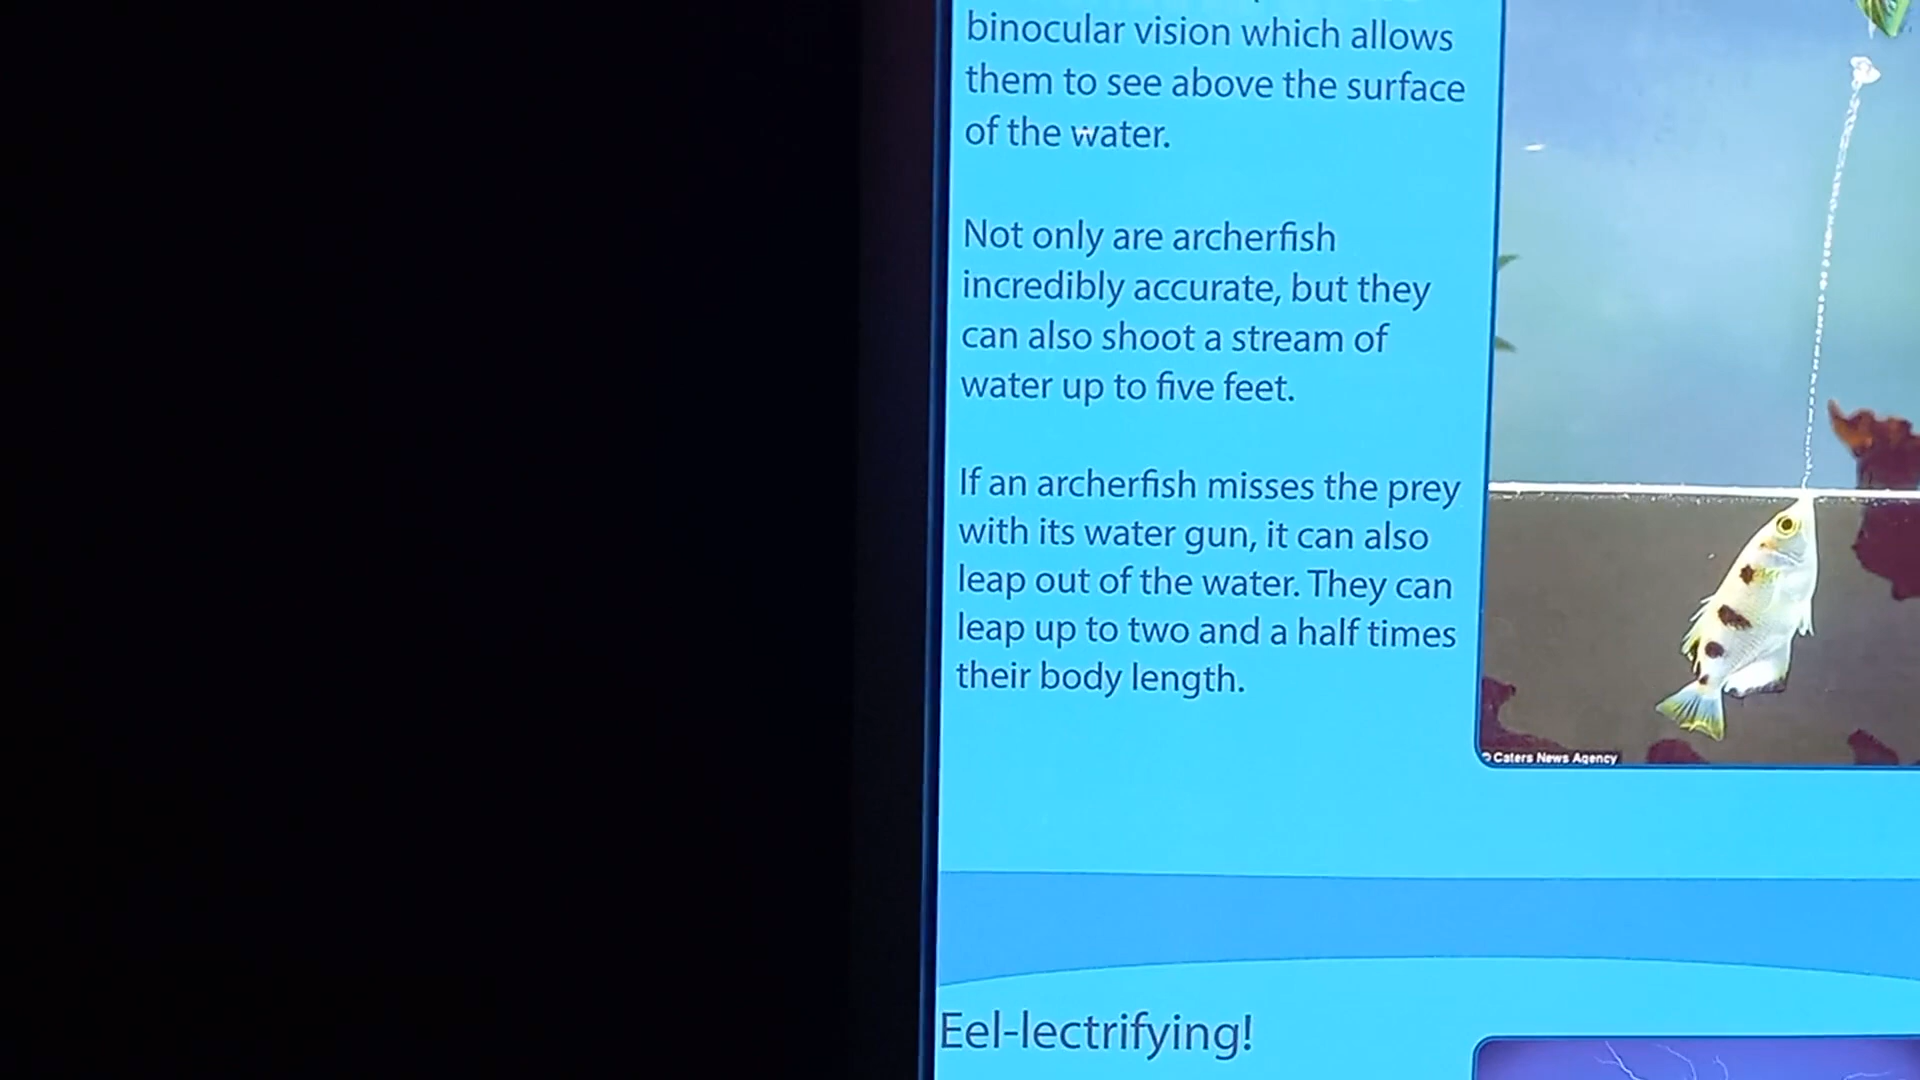 binocular vision which allows
them to see above the surface
of the water.
Not only are archerfish
incredibly accurate, but they
can also shoot a stream of
water up to five feet.
If an archerfish misses the prey
with its water gun, it can also
leap out of the water. They can
leap up to two and a half times
their body length.
© Caters News Agency
Eel-lectrifying!